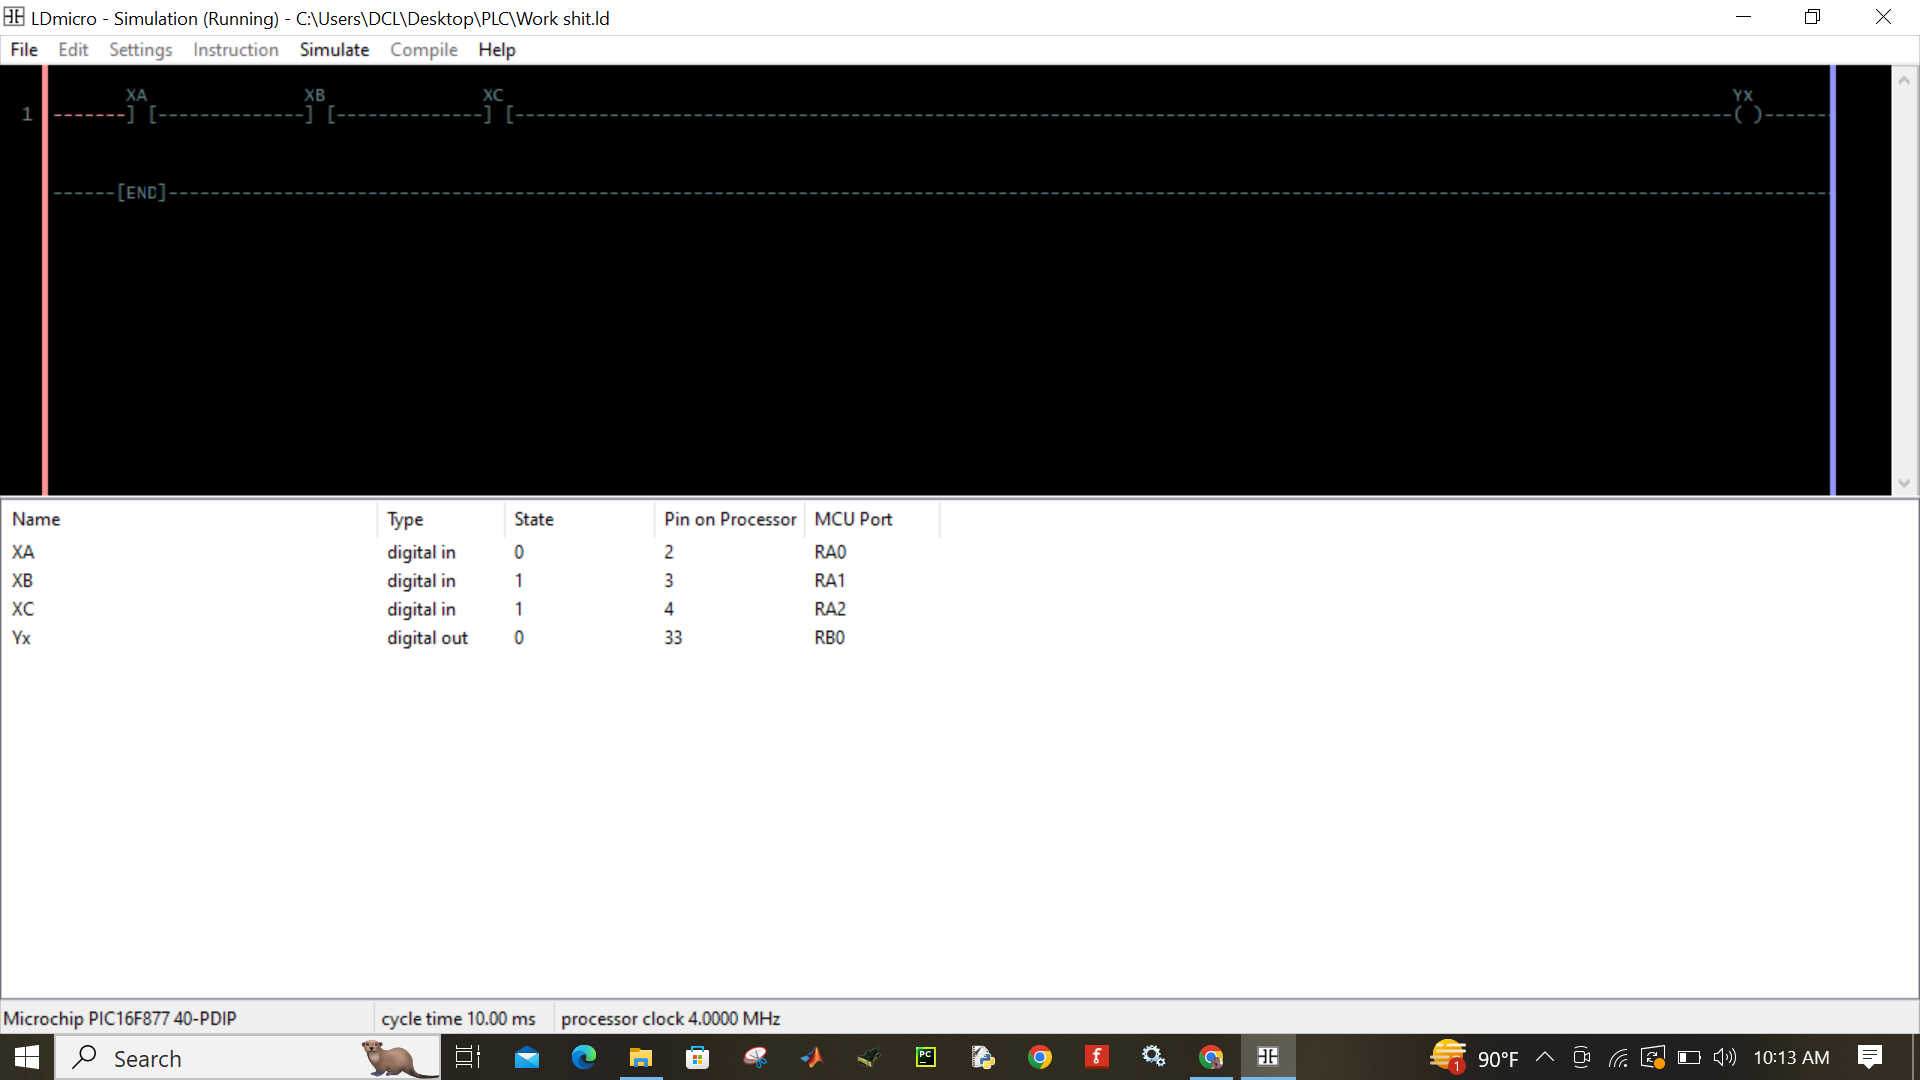 LDmicro - Simulation (Running) - C:\Users\DCL\Desktop\PLC\Work shit.ld
File Edit Settings Instruction Simulate Compile Help
XA XB XC Yx
1 -------] [--------------] [--------------] [----------------------------------------------------------------------------------------------------------------------( )-------
------[END]----------------------------------------------------------------------------------------------------------------------------------------------------------------
Name Type State Pin on Processor MCU Port
XA digital in 0 2 RA0
XB digital in 1 3 RA1
XC digital in 1 4 RA2
Yx digital out 0 33 RB0
Microchip PIC16F877 40-PDIP cycle time 10.00 ms processor clock 4.0000 MHz
Search PC 1 90°F 10:13 AM